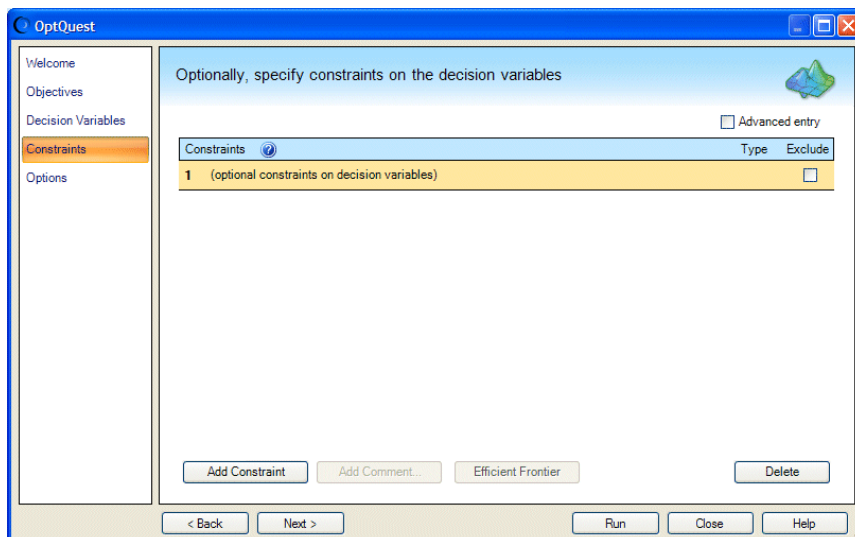 OptQuest
Welcome
Objectives
Decision Variables
Constraints
Options
Optionally, specify constraints on the decision variables
Advanced entry
Constraints ? Type Exclude
1 (optional constraints on decision variables)
Add Constraint Add Comment... Efficient Frontier Delete
< Back Next > Run Close Help